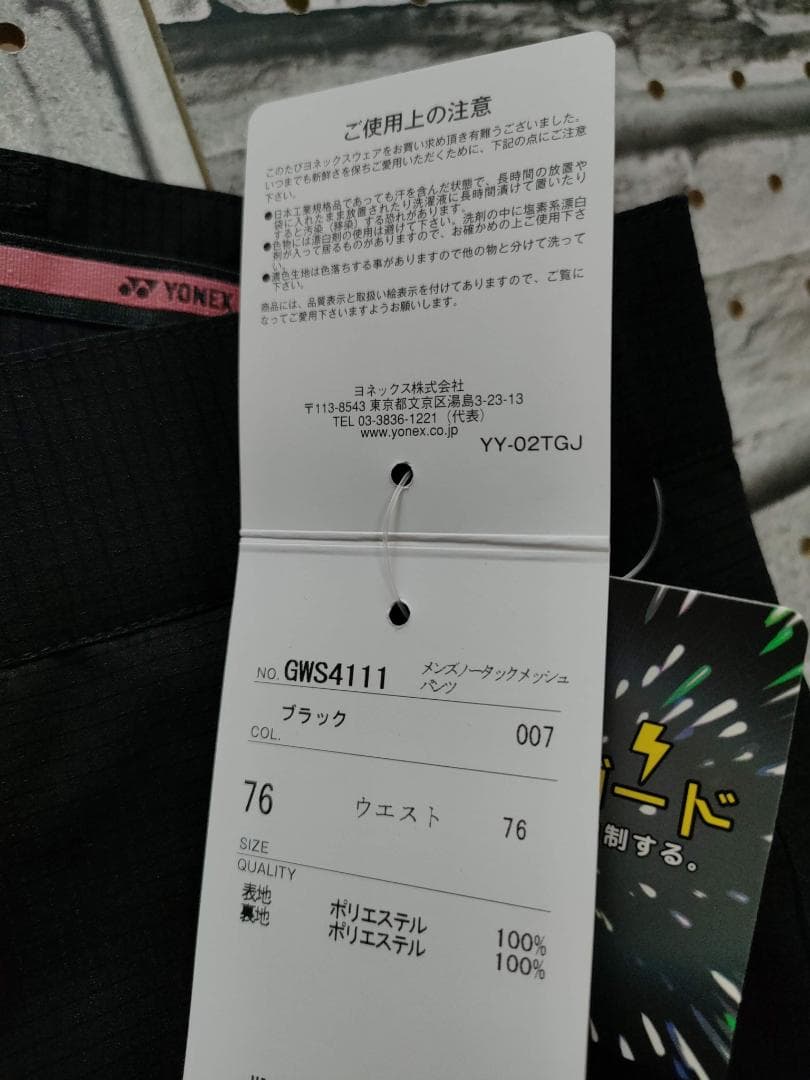 ご使用上の注意
このたびヨネックスウェアをお買い求め頂き有難うございました。
いつまでも新鮮さを保ちご愛用いただくために、下記の点にご注意
下さい。
●日本工業規格品であっても汗を含んだ状態で、長時間の放置や
袋に入れたまま放置されたり洗濯液に長時間漬けて置いたり
すると汚染（移染）する恐れがあります。
●色物には漂白剤の使用は避けて下さい。洗剤の中に塩素系漂白
剤が入って居るものがありますので、お確かめの上ご使用下さ
い。
●濃色生地は色落ちする事がありますので他の物と分けて洗って
下さい。
商品には、品質表示と取扱い絵表示を付けてありますので、ご覧に
なってご愛用下さいますようお願いします。
ヨネックス株式会社
〒113-8543 東京都文京区湯島3-23-13
TEL 03-3836-1221（代表）
www.yonex.co.jp
YY-02TGJ
YONEX
NO. GWS4111 メンズノータックメッシュ
パンツ
ブラック 007
COL.
76 ウエスト 76
SIZE
QUALITY
表地 ポリエステル 100%
裏地 ポリエステル 100%
ガード
制する。